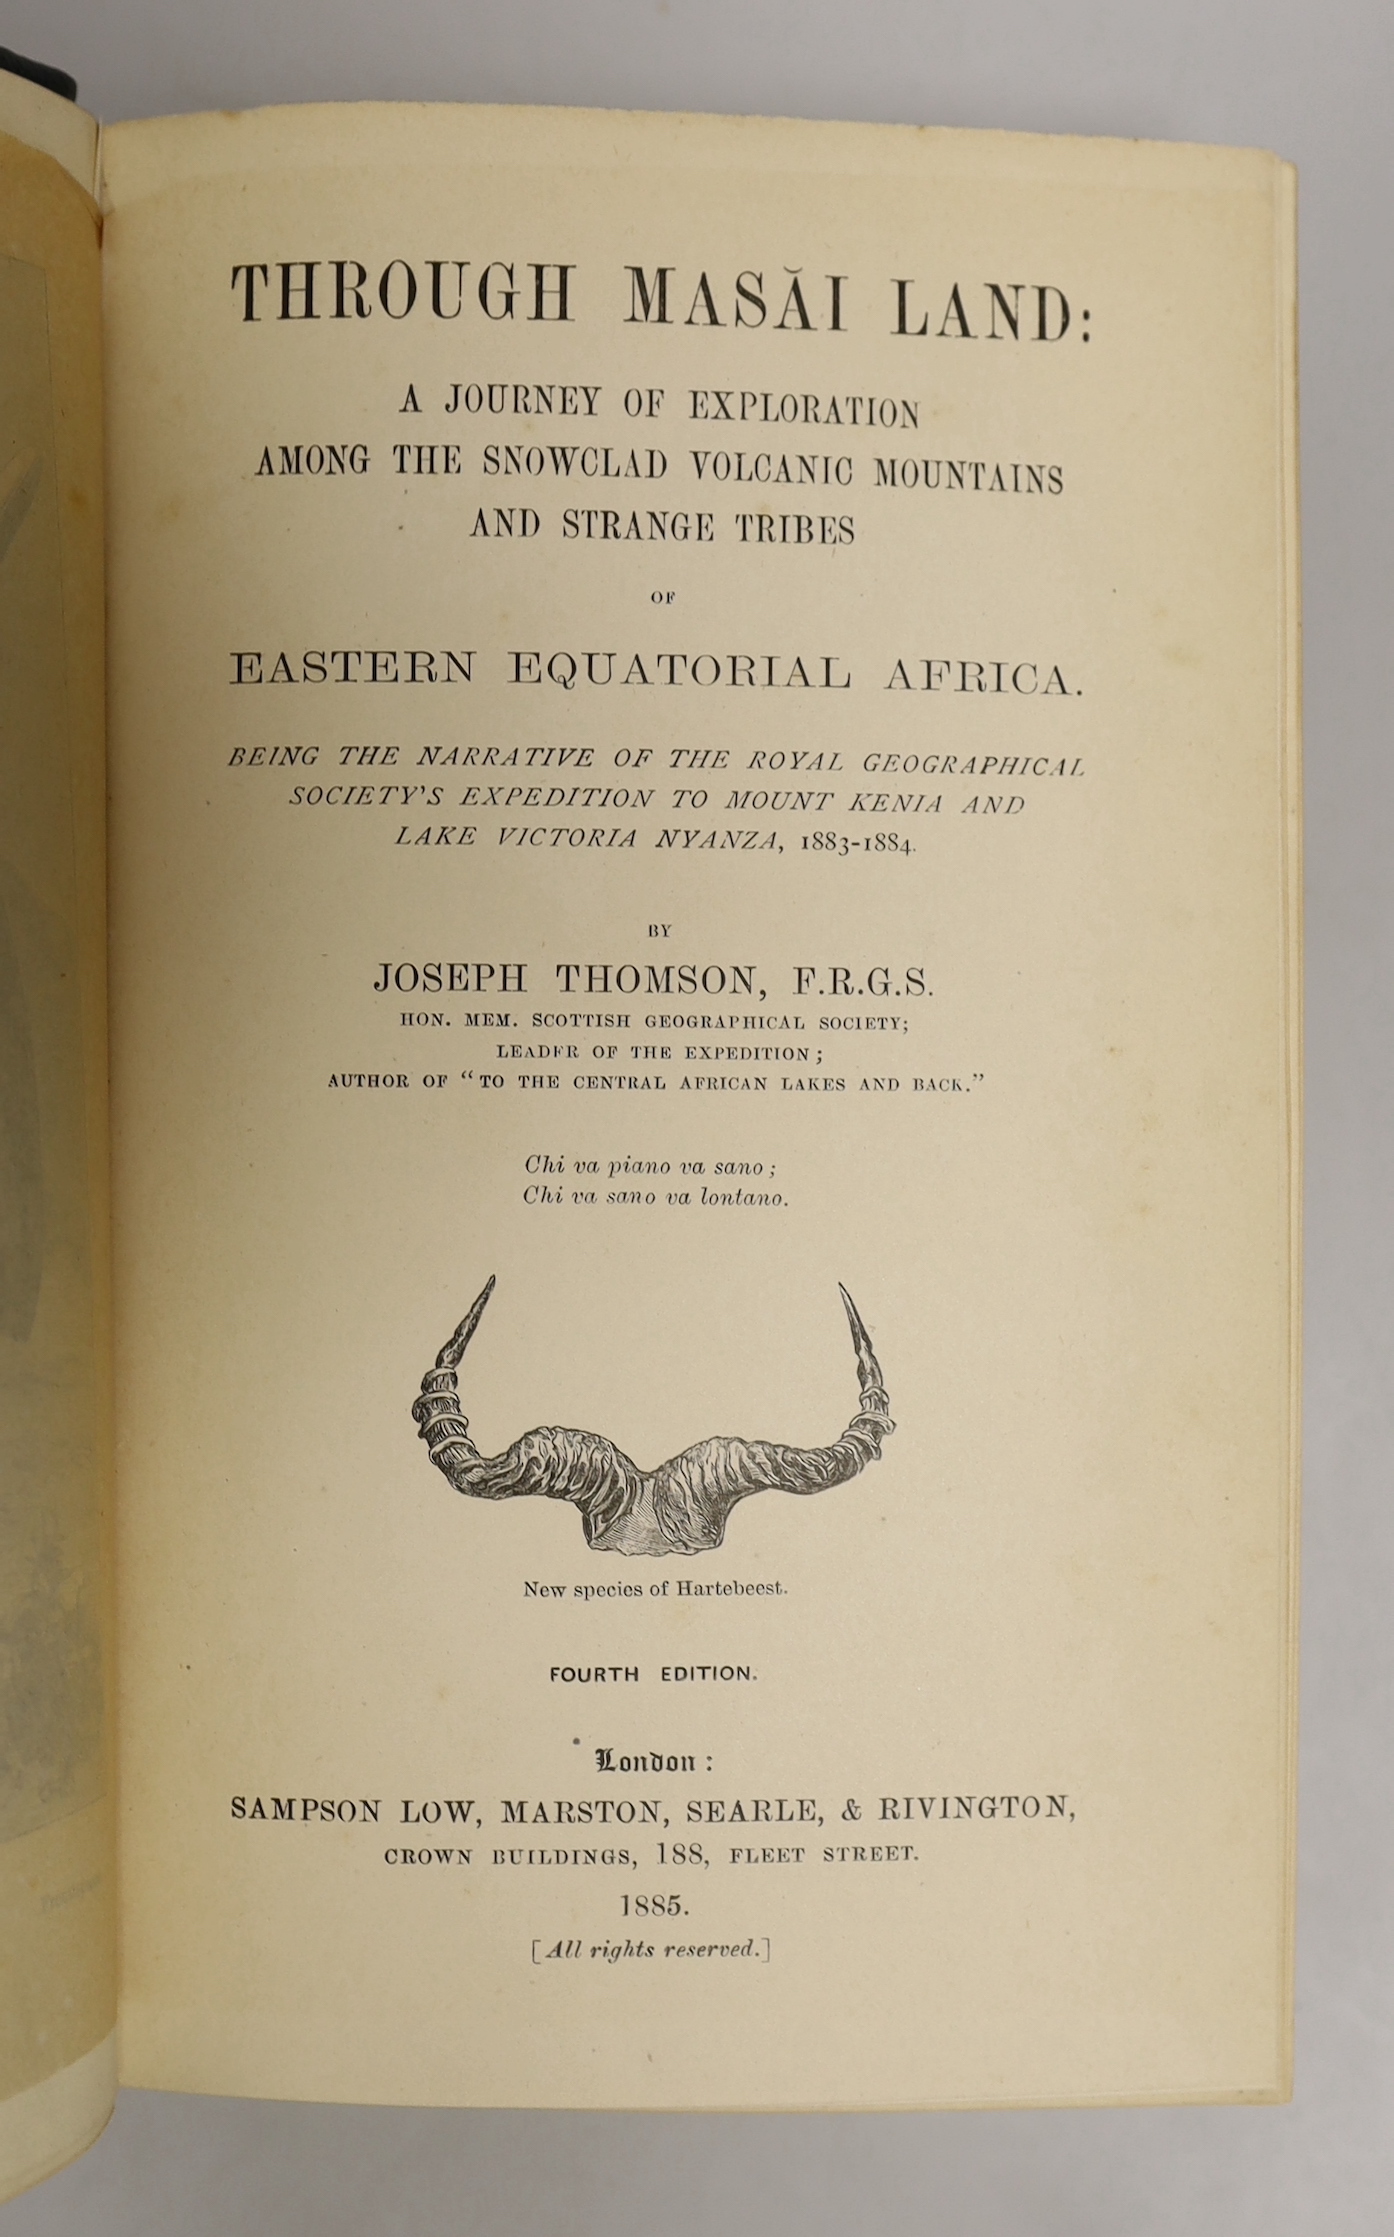 THROUGH MASĂI LAND:
A JOURNEY OF EXPLORATION
AMONG THE SNOWCLAD VOLCANIC MOUNTAINS
AND STRANGE TRIBES
OF
EASTERN EQUATORIAL AFRICA.
BEING THE NARRATIVE OF THE ROYAL GEOGRAPHICAL
SOCIETY'S EXPEDITION TO MOUNT KENIA AND
LAKE VICTORIA NYANZA, 1883-1884.
BY
JOSEPH THOMSON, F.R.G.S.
HON. MEM. SCOTTISH GEOGRAPHICAL SOCIETY;
LEADER OF THE EXPEDITION;
AUTHOR OF "TO THE CENTRAL AFRICAN LAKES AND BACK."
Chi va piano va sano;
Chi va sano va lontano.
New species of Hartebeest.
FOURTH EDITION.
London:
SAMPSON LOW, MARSTON, SEARLE, & RIVINGTON,
CROWN BUILDINGS, 188, FLEET STREET.
1885.
[All rights reserved.]